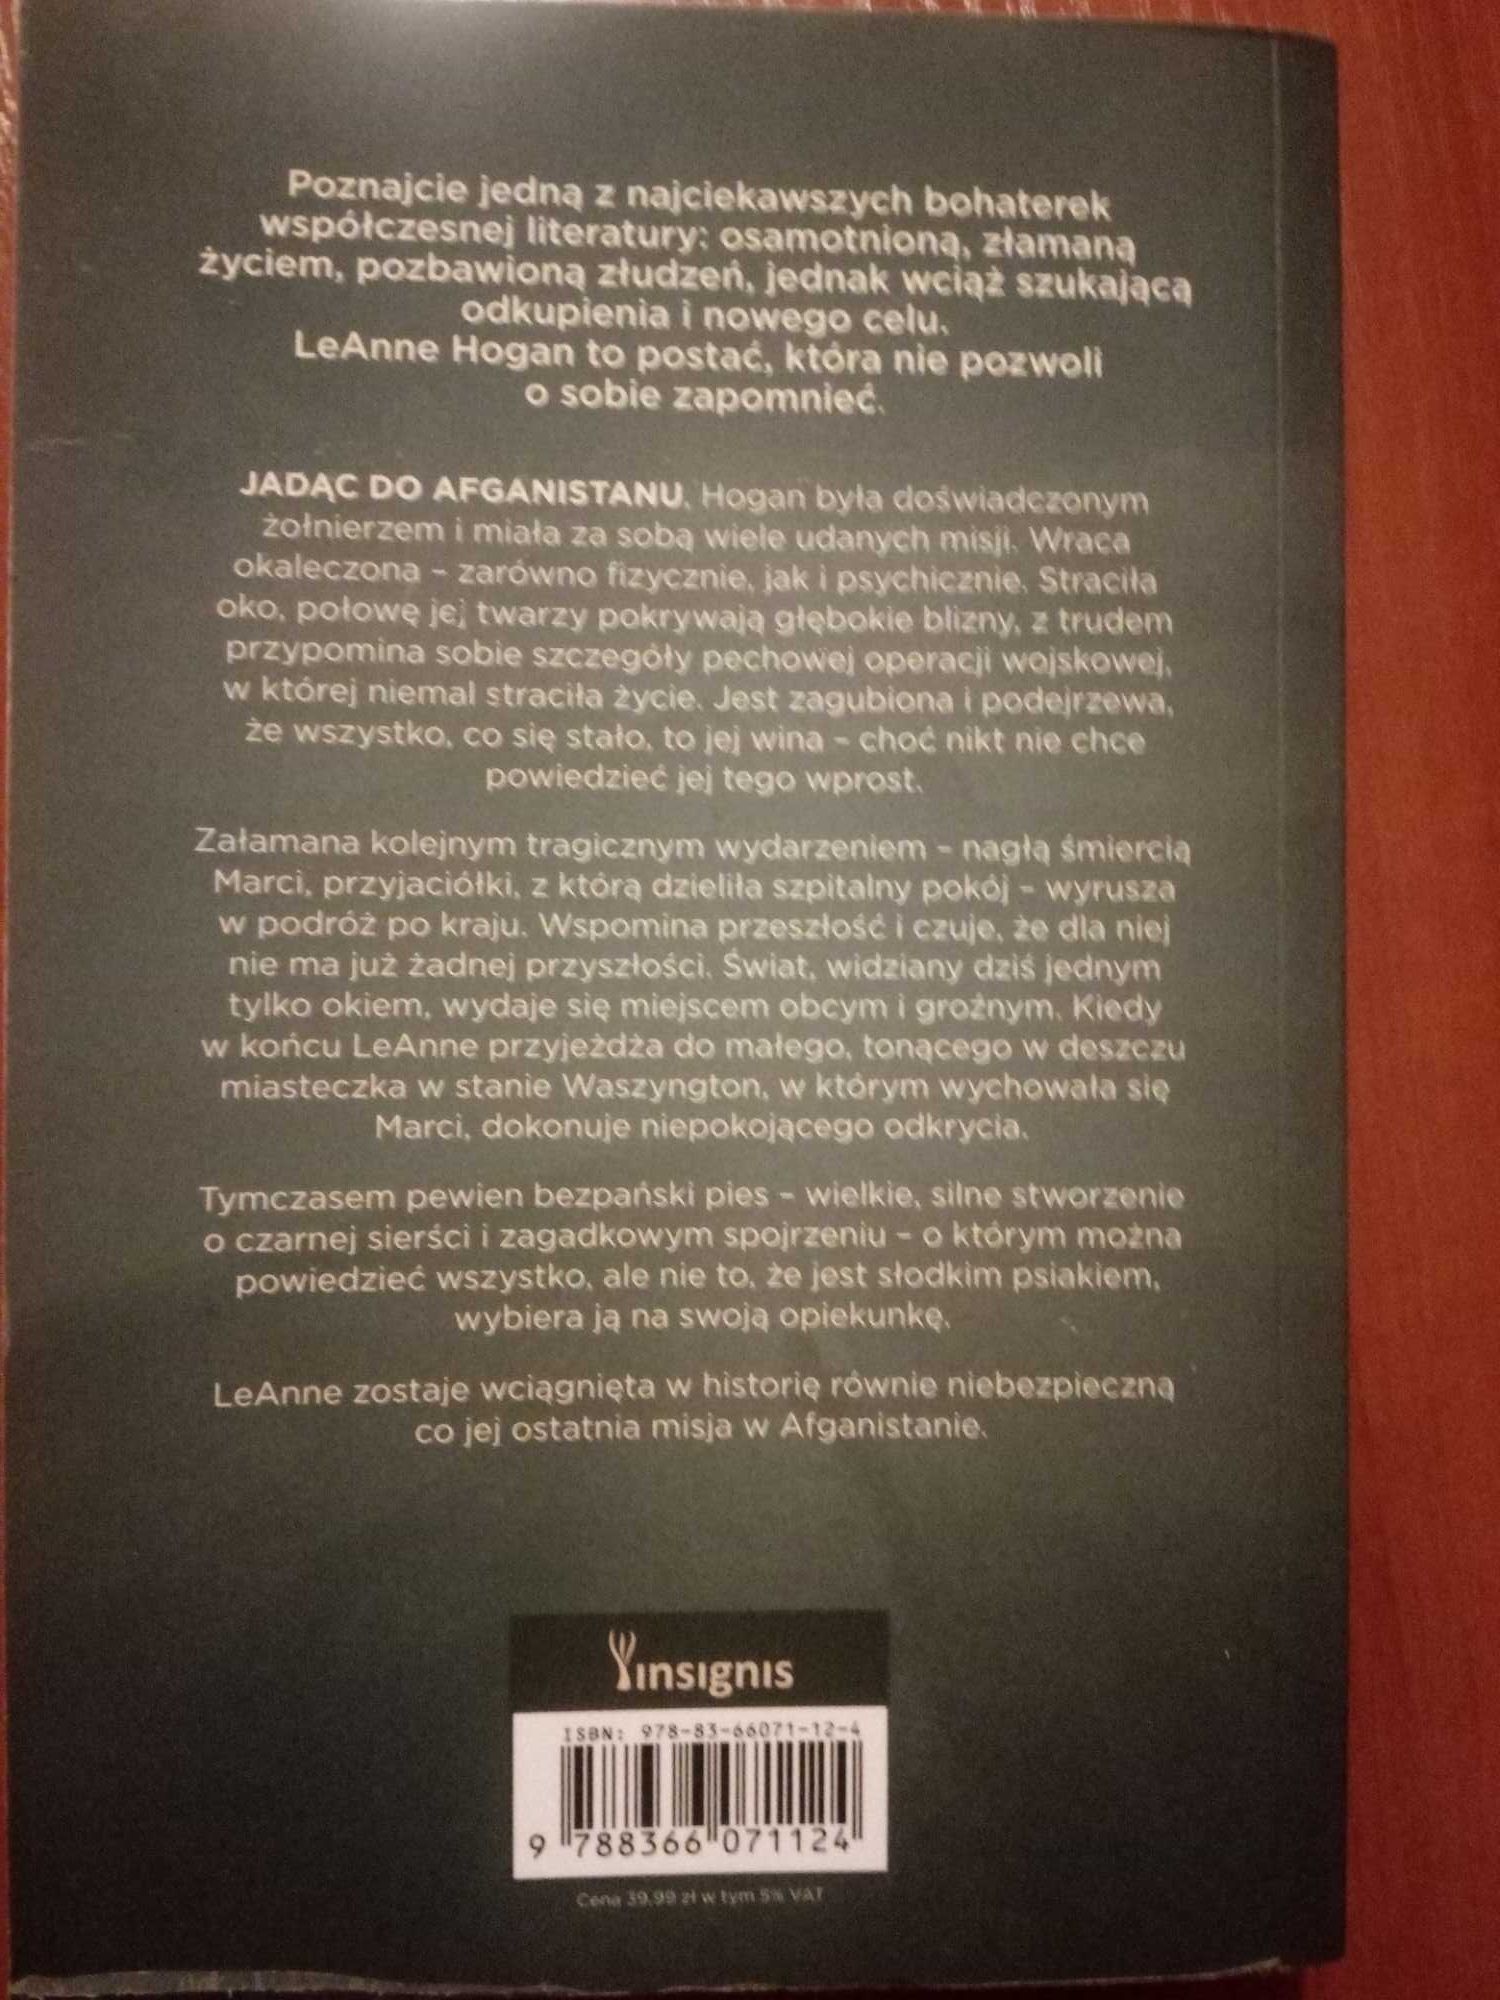 Poznajcie jedną z najciekawszych bohaterek
współczesnej literatury: osamotnioną, złamaną
życiem, pozbawioną złudzeń, jednak wciąż szukającą
odkupienia i nowego celu.
LeAnne Hogan to postać, która nie pozwoli
o sobie zapomnieć.
JADĄC DO AFGANISTANU, Hogan była doświadczonym
żołnierzem i miała za sobą wiele udanych misji. Wraca
okaleczona – zarówno fizycznie, jak i psychicznie. Straciła
oko, połowę jej twarzy pokrywają głębokie blizny, z trudem
przypomina sobie szczegóły pechowej operacji wojskowej,
w której niemal straciła życie. Jest zagubiona i podejrzewa,
że wszystko, co się stało, to jej wina – choć nikt nie chce
powiedzieć jej tego wprost.
Załamana kolejnym tragicznym wydarzeniem – nagłą śmiercią
Marci, przyjaciółki, z którą dzieliła szpitalny pokój – wyrusza
w podróż po kraju. Wspomina przeszłość i czuje, że dla niej
nie ma już żadnej przyszłości. Świat, widziany dziś jednym
tylko okiem, wydaje się miejscem obcym i groźnym. Kiedy
w końcu LeAnne przyjeżdża do małego, tonącego w deszczu
miasteczka w stanie Waszyngton, w którym wychowała się
Marci, dokonuje niepokojącego odkrycia.
Tymczasem pewien bezpański pies – wielkie, silne stworzenie
o czarnej sierści i zagadkowym spojrzeniu – o którym można
powiedzieć wszystko, ale nie to, że jest słodkim psiakiem,
wybiera ją na swoją opiekunkę.
LeAnne zostaje wciągnięta w historię równie niebezpieczną
co jej ostatnia misja w Afganistanie.
insignis
ISBN: 978-83-66071-12-4
9 788366 071124
Cena 39,99 zł w tym 5% VAT